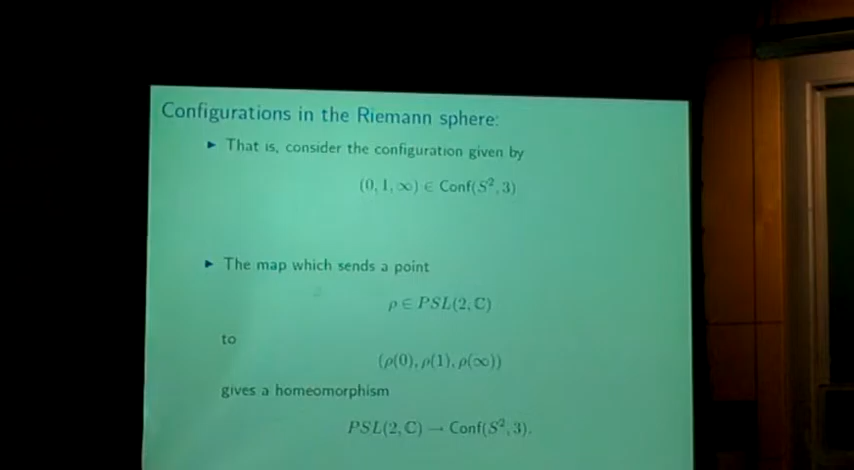 Configurations in the Riemann sphere:
► That is, consider the configuration given by
(0, 1, ∞) ∈ Conf(S², 3)
► The map which sends a point
ρ ∈ PSL(2, ℂ)
to
(ρ(0), ρ(1), ρ(∞))
gives a homeomorphism
PSL(2, ℂ) → Conf(S², 3).